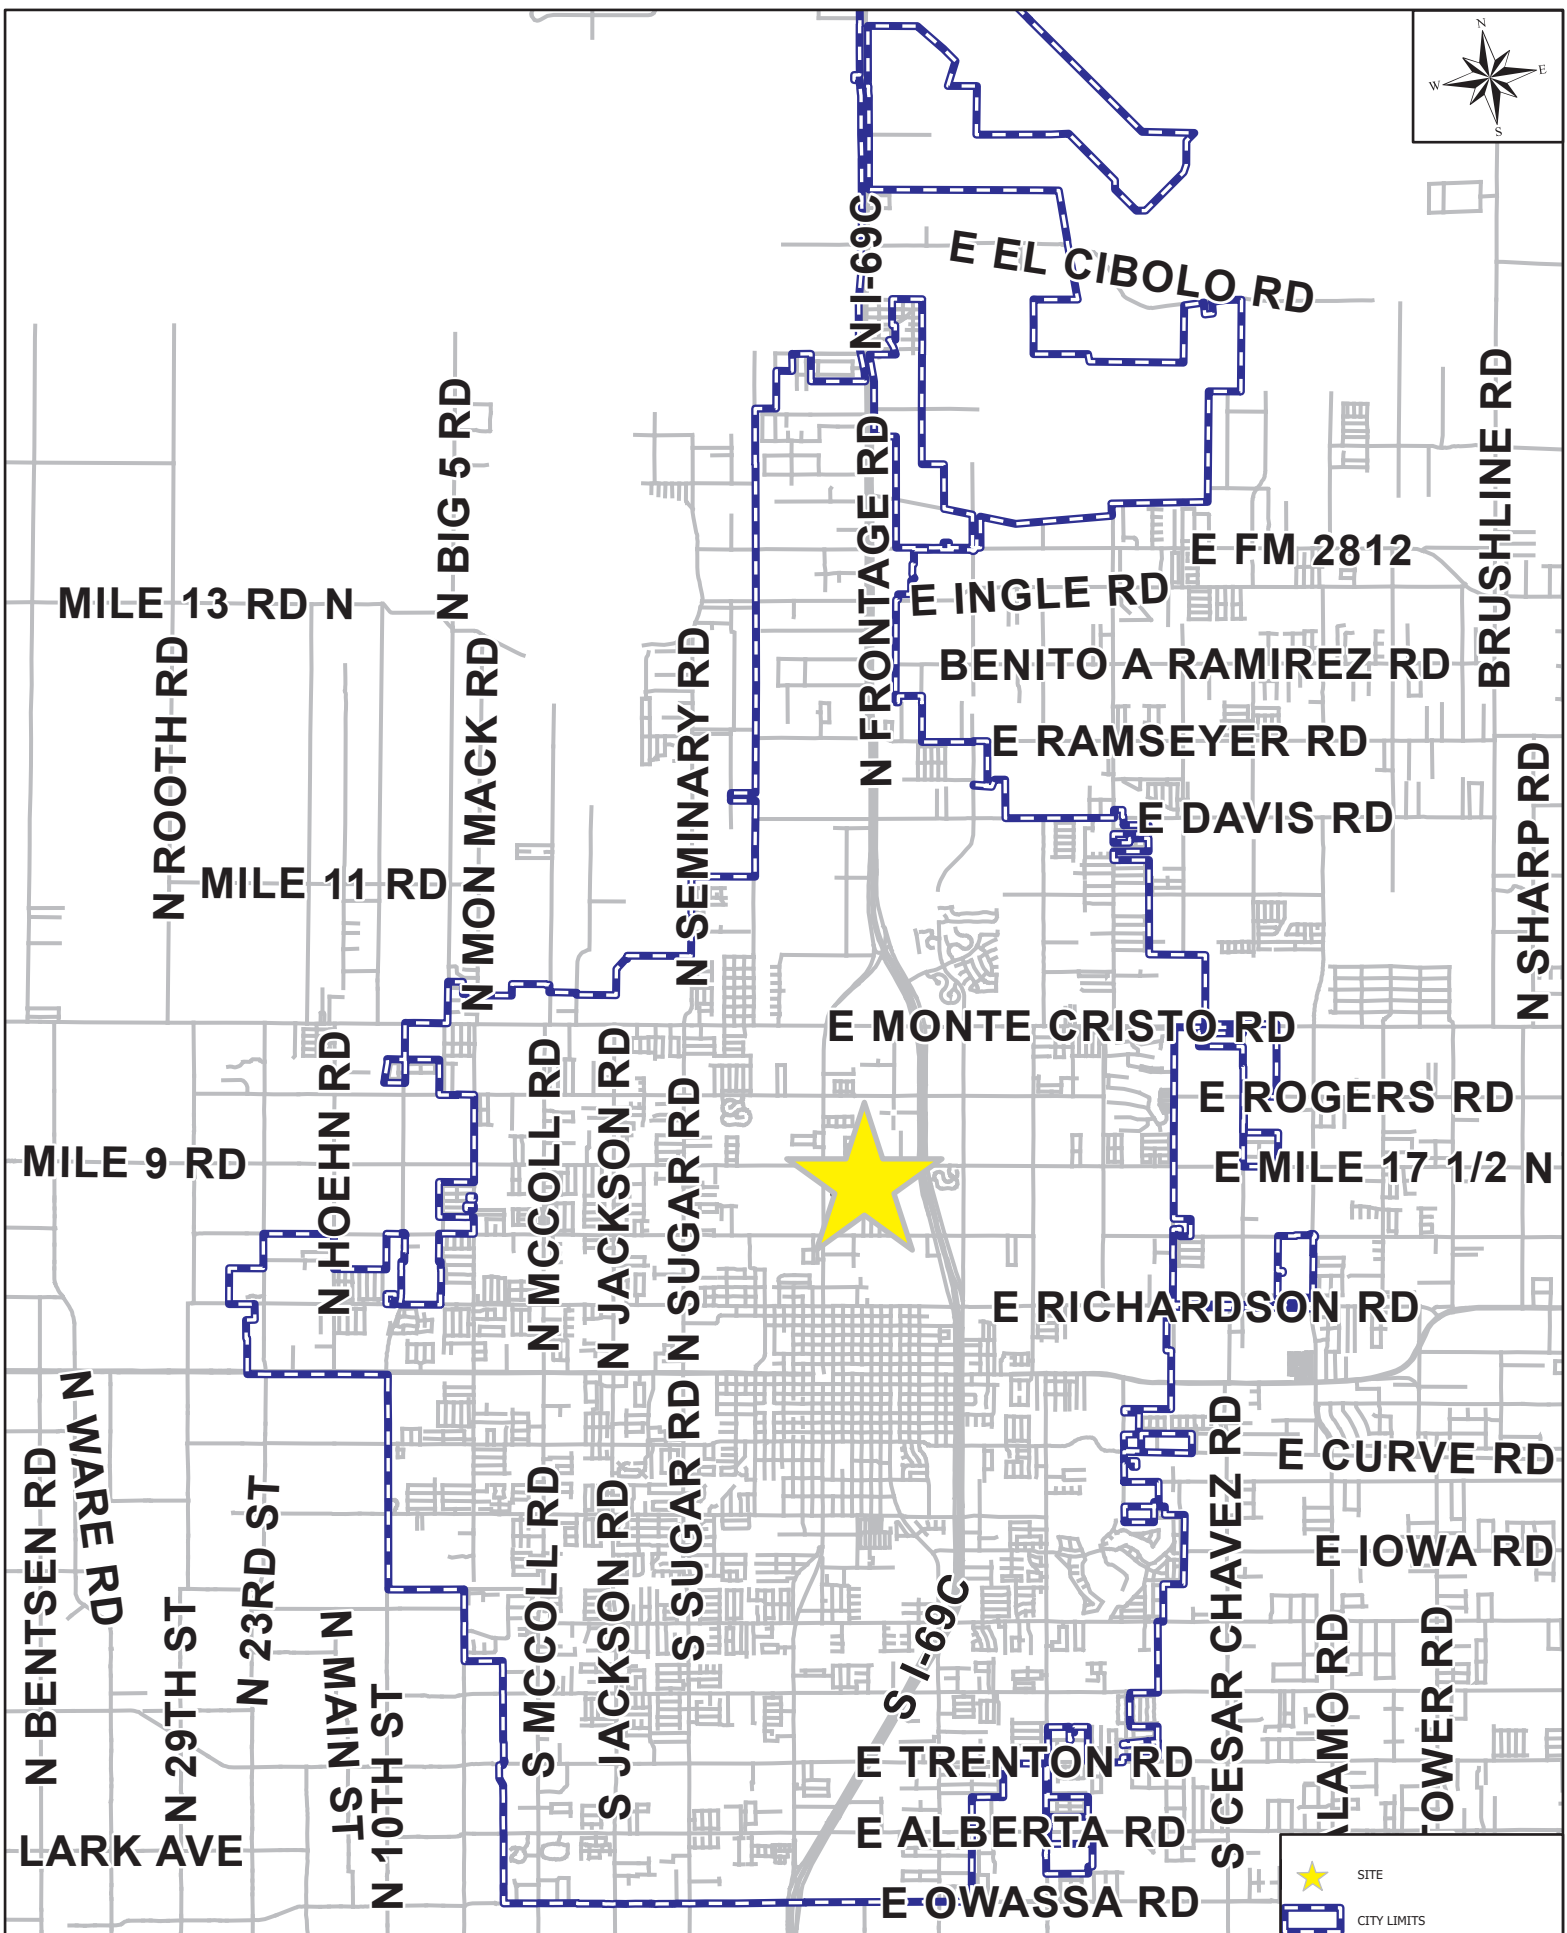 N
E
W
S
N I-69C
E EL CIBOLO RD
N BIG 5 RD
BRUSHLINE RD
N FRONTAGE RD
E FM 2812
MILE 13 RD N
E INGLE RD
N ROOTH RD
N MON MACK RD
N SEMINARY RD
BENITO A RAMIREZ RD
E RAMSEYER RD
N SHARP RD
E DAVIS RD
MILE 11 RD
E MONTE CRISTO RD
N HOEHN RD
N MCCOLL RD
N JACKSON RD
N SUGAR RD
E ROGERS RD
MILE 9 RD
E MILE 17 1/2 N
E RICHARDSON RD
N WARE RD
S SUGAR RD
S CESAR CHAVEZ RD
E CURVE RD
N BENTSEN RD
N 23RD ST
S MCCOLL RD
S JACKSON RD
E IOWA RD
N 29TH ST
N MAIN ST
S I-69C
ALAMO RD
TOWER RD
N 10TH ST
E TRENTON RD
LARK AVE
E ALBERTA RD
E OWASSA RD
SITE
CITY LIMITS